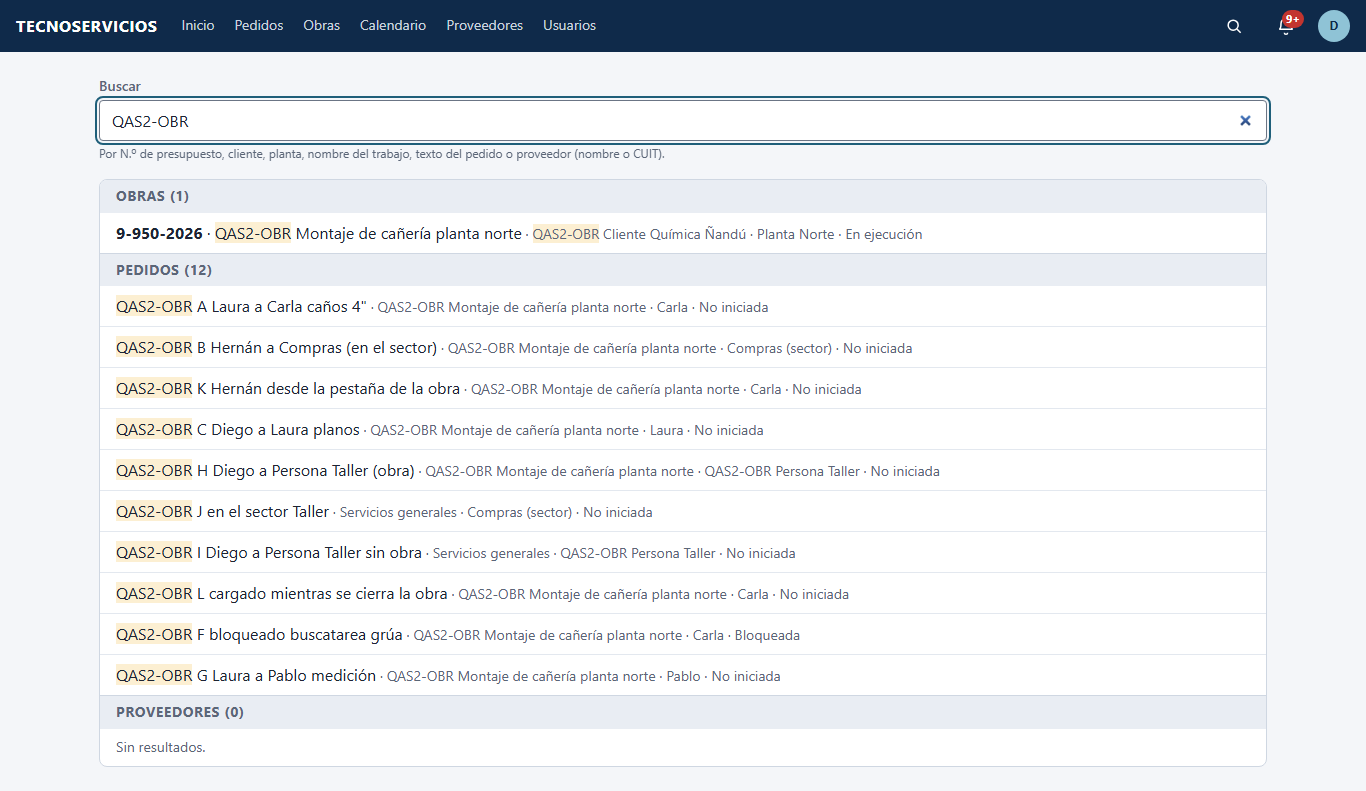 TECNOSERVICIOS Inicio Pedidos Obras Calendario Proveedores Usuarios 9+ D
Buscar
QAS2-OBR ×
Por N.º de presupuesto, cliente, planta, nombre del trabajo, texto del pedido o proveedor (nombre o CUIT).
OBRAS (1)
9-950-2026 · QAS2-OBR Montaje de cañería planta norte · QAS2-OBR Cliente Química Ñandú · Planta Norte · En ejecución
PEDIDOS (12)
QAS2-OBR A Laura a Carla caños 4" · QAS2-OBR Montaje de cañería planta norte · Carla · No iniciada
QAS2-OBR B Hernán a Compras (en el sector) · QAS2-OBR Montaje de cañería planta norte · Compras (sector) · No iniciada
QAS2-OBR K Hernán desde la pestaña de la obra · QAS2-OBR Montaje de cañería planta norte · Carla · No iniciada
QAS2-OBR C Diego a Laura planos · QAS2-OBR Montaje de cañería planta norte · Laura · No iniciada
QAS2-OBR H Diego a Persona Taller (obra) · QAS2-OBR Montaje de cañería planta norte · QAS2-OBR Persona Taller · No iniciada
QAS2-OBR J en el sector Taller · Servicios generales · Compras (sector) · No iniciada
QAS2-OBR I Diego a Persona Taller sin obra · Servicios generales · QAS2-OBR Persona Taller · No iniciada
QAS2-OBR L cargado mientras se cierra la obra · QAS2-OBR Montaje de cañería planta norte · Carla · No iniciada
QAS2-OBR F bloqueado buscatarea grúa · QAS2-OBR Montaje de cañería planta norte · Carla · Bloqueada
QAS2-OBR G Laura a Pablo medición · QAS2-OBR Montaje de cañería planta norte · Pablo · No iniciada
PROVEEDORES (0)
Sin resultados.